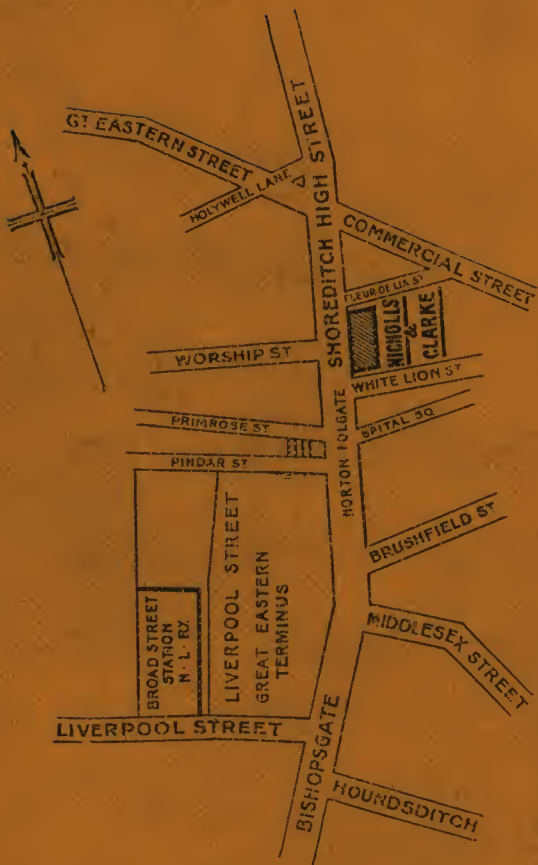 GT EASTERN STREET
HOLYWELL LANE
SHOREDITCH HIGH STREET
COMMERCIAL STREET
FLEUR DE LIS ST
NICHOLLS
&
CLARKE
WORSHIP ST
WHITE LION ST
PRIMROSE ST
SPITAL SQ
NORTON FOLGATE
PINDAR ST
BRUSHFIELD ST
BROAD STREET
STATION
N. L. RY.
LIVERPOOL STREET
GREAT EASTERN
TERMINUS
MIDDLESEX STREET
LIVERPOOL STREET
BISHOPSGATE
HOUNDSDITCH